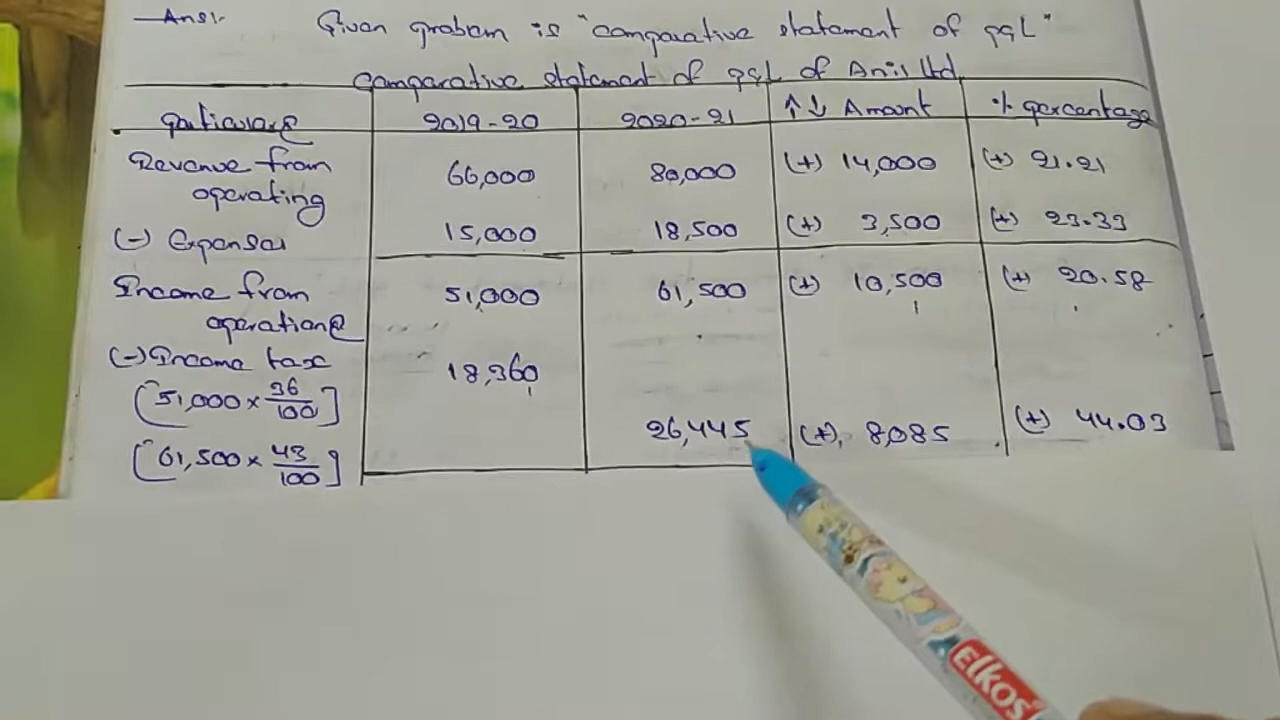 Ans:-
Given probem is "comparative statement of P&L"
comparative statement of P&L of Anil Ltd
Particulars 2019-20 2020-21 ↑↓ Amount % percentage
Revenue from operating 66,000 80,000 (+) 14,000 (+) 21.21
(-) Expenses 15,000 18,500 (+) 3,500 (+) 23.33
Income from operations 51,000 61,500 (+) 10,500 (+) 20.58
(-) Income tax 18,360
[51,000 × 36/100]
[61,500 × 43/100] 26,445 (+) 8,085 (+) 44.03
Elkos